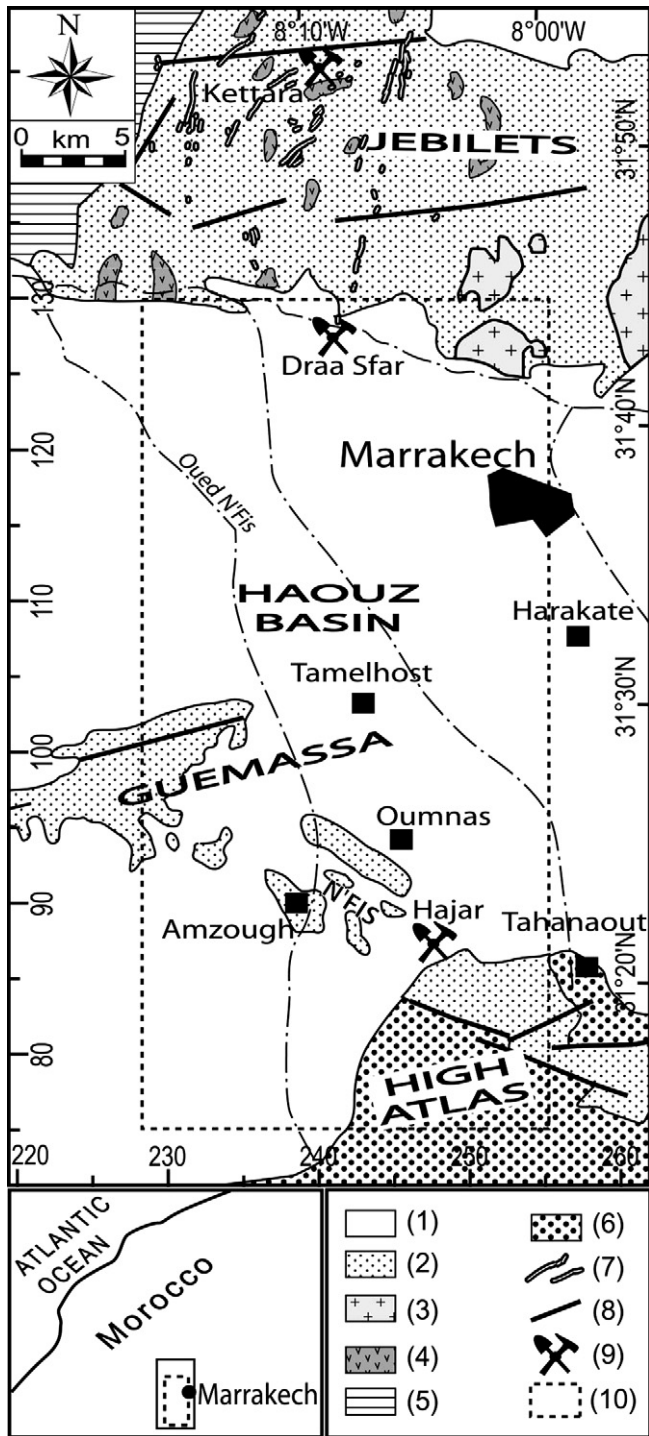 8°10'W
8°00'W
N
0 km 5
Kettara
JEBILETS
31°50'N
130
Draa Sfar
31°40'N
120
Marrakech
Oued N'Fis
110
HAOUZ
BASIN
Harakate
Tamelhost
31°30'N
100
GUEMASSA
Oumnas
90
N'FIS
Amzough
Hajar
Tahanaout
31°20'N
80
HIGH
ATLAS
220
230
240
250
260
ATLANTIC
OCEAN
Morocco
Marrakech
(1)
(2)
(3)
(4)
(5)
(6)
(7)
(8)
(9)
(10)